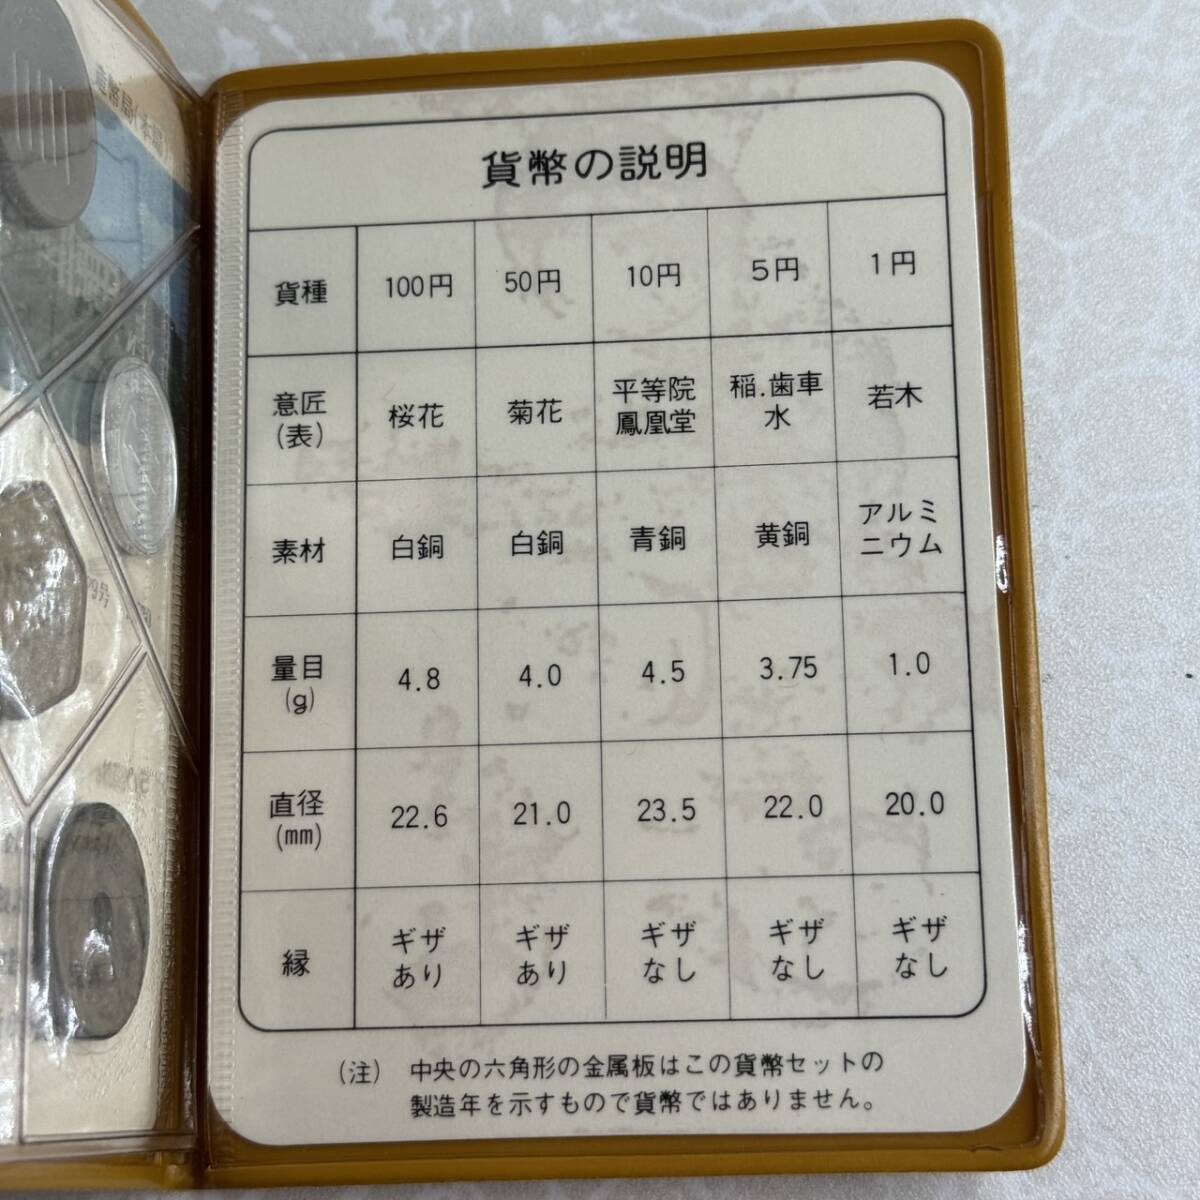 貨幣の説明
貨種 100円 50円 10円 5円 1円
意匠 桜花 菊花 平等院 稲.歯車 若木
(表) 鳳凰堂 水
素材 白銅 白銅 青銅 黄銅 アルミ
ニウム
量目 4.8 4.0 4.5 3.75 1.0
(g)
直径 22.6 21.0 23.5 22.0 20.0
(mm)
縁 ギザ ギザ ギザ ギザ ギザ
あり あり なし なし なし
(注) 中央の六角形の金属板はこの貨幣セットの
製造年を示すもので貨幣ではありません。